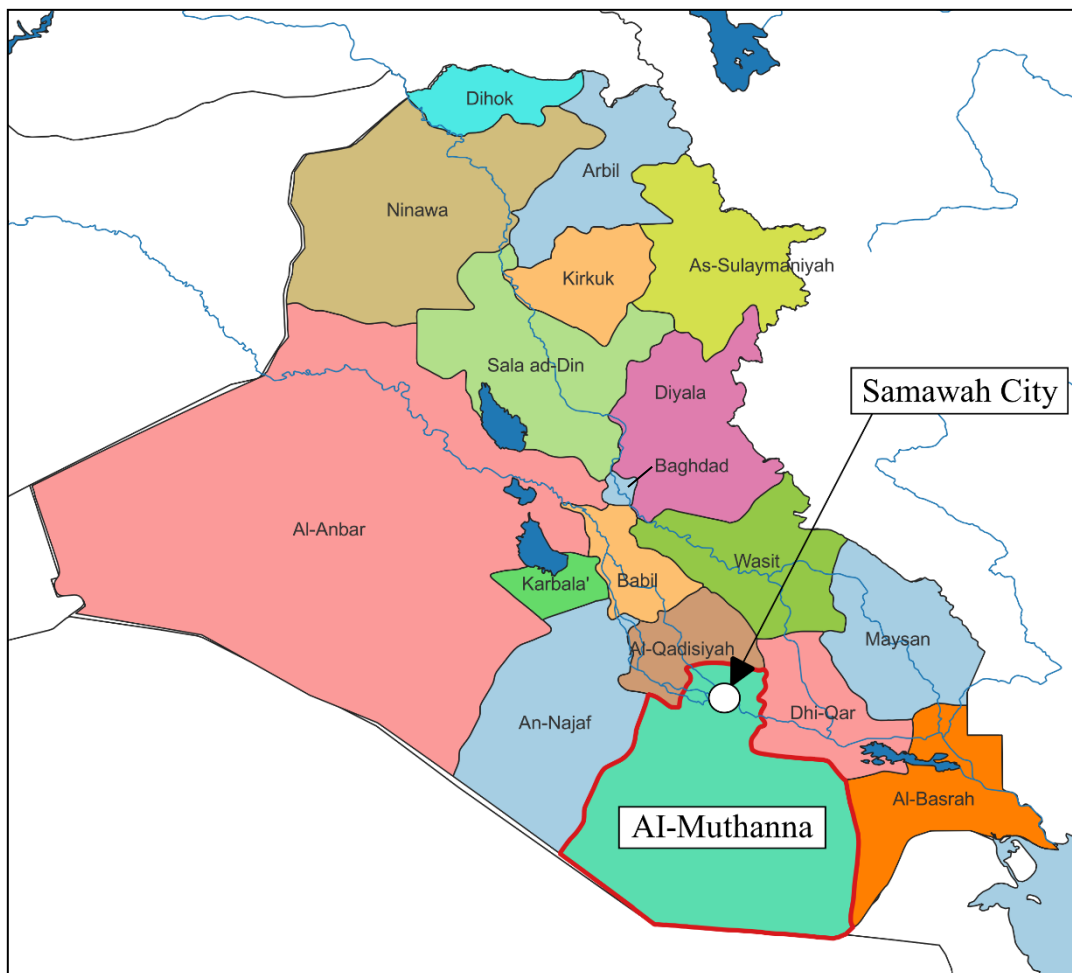 Dihok
Arbil
Ninawa
As-Sulaymaniyah
Kirkuk
Sala ad-Din
Diyala
Samawah City
Baghdad
Al-Anbar
Wasit
Karbala'
Babil
Maysan
Al-Qadisiyah
An-Najaf
Dhi-Qar
Al-Basrah
AI-Muthanna